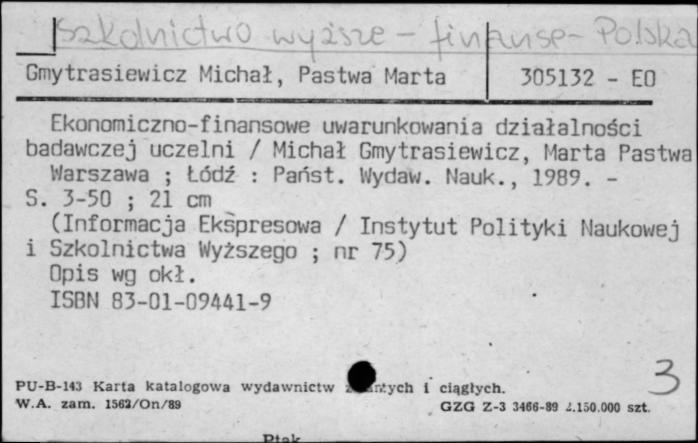 szkolnictwo wyższe - finanse - Polska
Gmytrasiewicz Michał, Pastwa Marta 305132 - EO
Ekonomiczno-finansowe uwarunkowania działalności
badawczej uczelni / Michał Gmytrasiewicz, Marta Pastwa
Warszawa ; Łódź : Państ. Wydaw. Nauk., 1989. -
S. 3-50 ; 21 cm
(Informacja Ekspresowa / Instytut Polityki Naukowej
i Szkolnictwa Wyższego ; nr 75)
Opis wg okł.
ISBN 83-01-09441-9
3
PU-B-143 Karta katalogowa wydawnictw i ciągłych.
W.A. zam. 1562/On/89 GZG Z-3 3466-89 2.150.000 szt.
Ptak